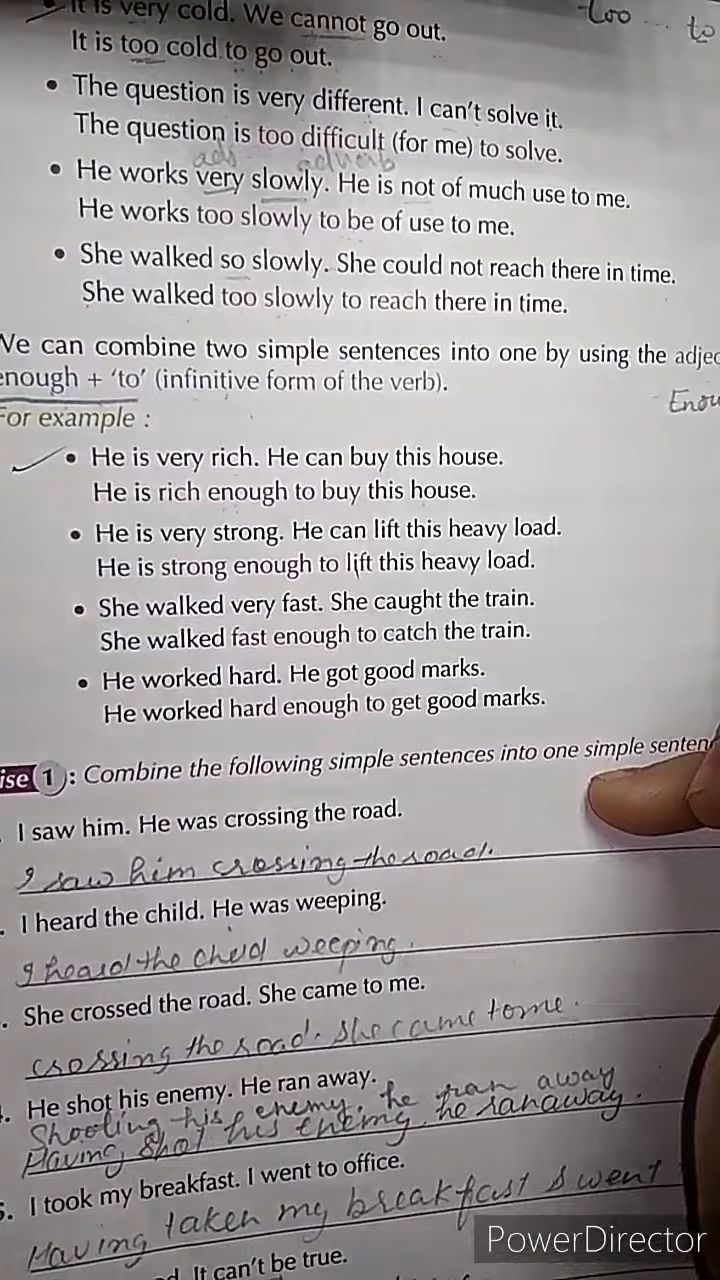 It is very cold. We cannot go out.
too ... to
It is too cold to go out.
• The question is very different. I can't solve it.
The question is too difficult (for me) to solve.
adv adverb
• He works very slowly. He is not of much use to me.
He works too slowly to be of use to me.
• She walked so slowly. She could not reach there in time.
She walked too slowly to reach there in time.
We can combine two simple sentences into one by using the adjec
enough + 'to' (infinitive form of the verb).
Enou
For example :
• He is very rich. He can buy this house.
He is rich enough to buy this house.
• He is very strong. He can lift this heavy load.
He is strong enough to lift this heavy load.
• She walked very fast. She caught the train.
She walked fast enough to catch the train.
• He worked hard. He got good marks.
He worked hard enough to get good marks.
ise 1 : Combine the following simple sentences into one simple senten
. I saw him. He was crossing the road.
I saw him crossing the road.
. I heard the child. He was weeping.
I heard the child weeping.
. She crossed the road. She came to me.
crossing the road. she came to me.
. He shot his enemy. He ran away.
Shooting his enemy, he ran away
Having shot his enemy, he ran away.
5. I took my breakfast. I went to office.
Having taken my breakfast I went
It can't be true.
PowerDirector